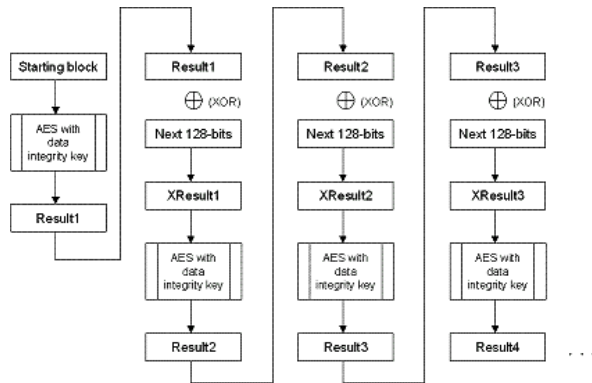 Starting block
AES with
data
integrity key
Result1
Result1
(XOR)
Next 128-bits
XResult1
AES with
data
integrity key
Result2
Result2
(XOR)
Next 128-bits
XResult2
AES with
data
integrity key
Result3
Result3
(XOR)
Next 128-bits
XResult3
AES with
data
integrity key
Result4
. . .